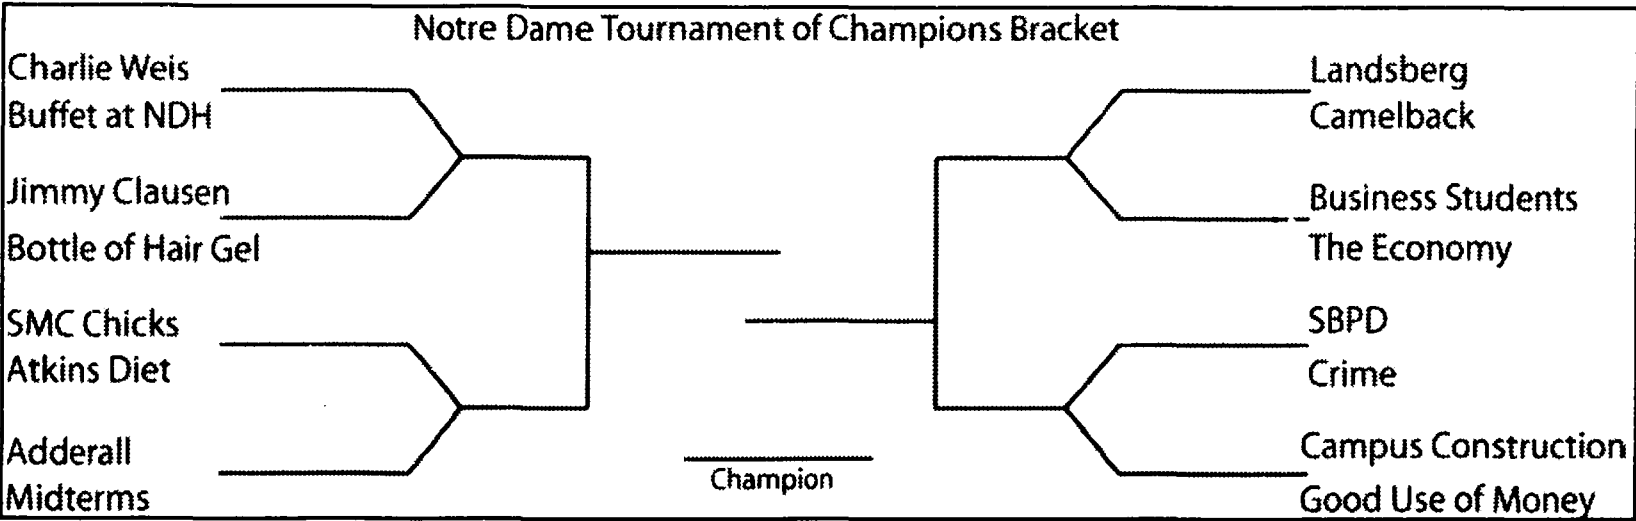 Notre Dame Tournament of Champions Bracket
Charlie Weis
Buffet at NDH
Jimmy Clausen
Bottle of Hair Gel
SMC Chicks
Atkins Diet
Adderall
Midterms
Landsberg
Camelback
Business Students
The Economy
SBPD
Crime
Campus Construction
Good Use of Money
Champion